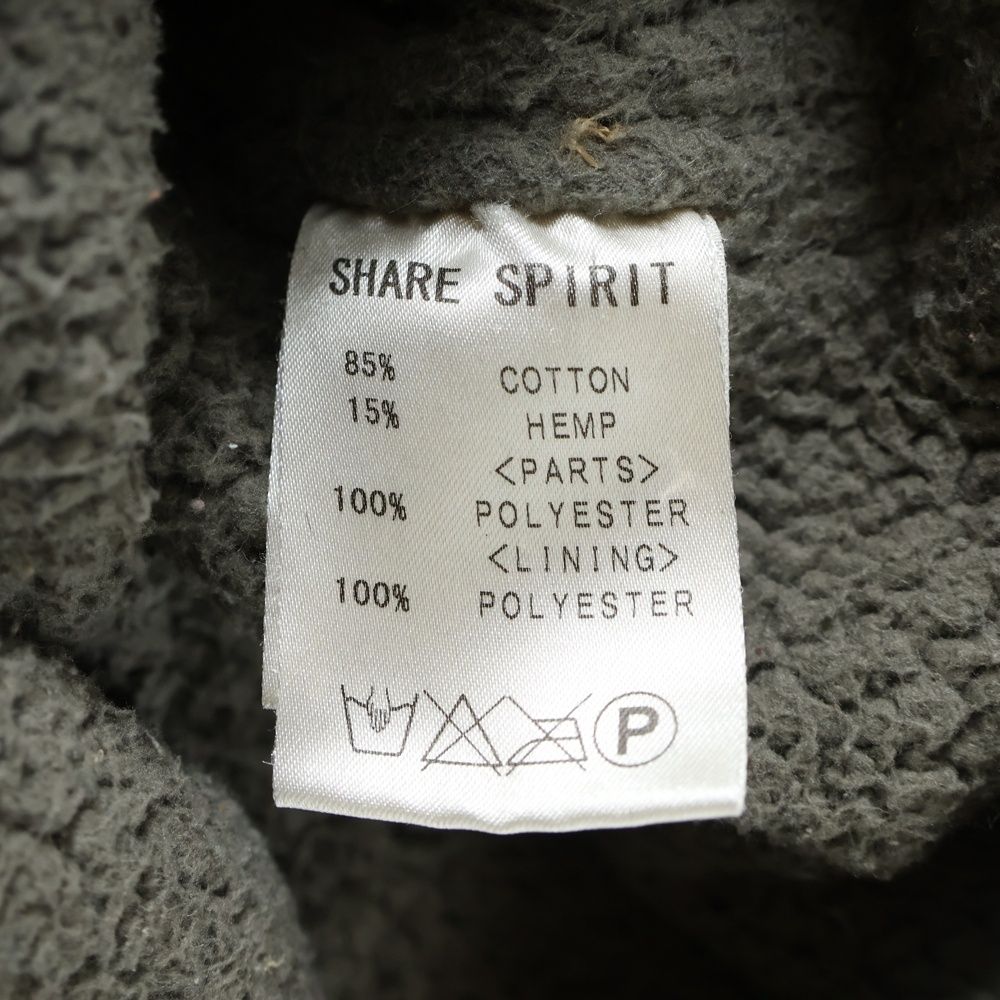 SHARE SPIRIT
85% COTTON
15% HEMP
<PARTS>
100% POLYESTER
<LINING>
100% POLYESTER
P